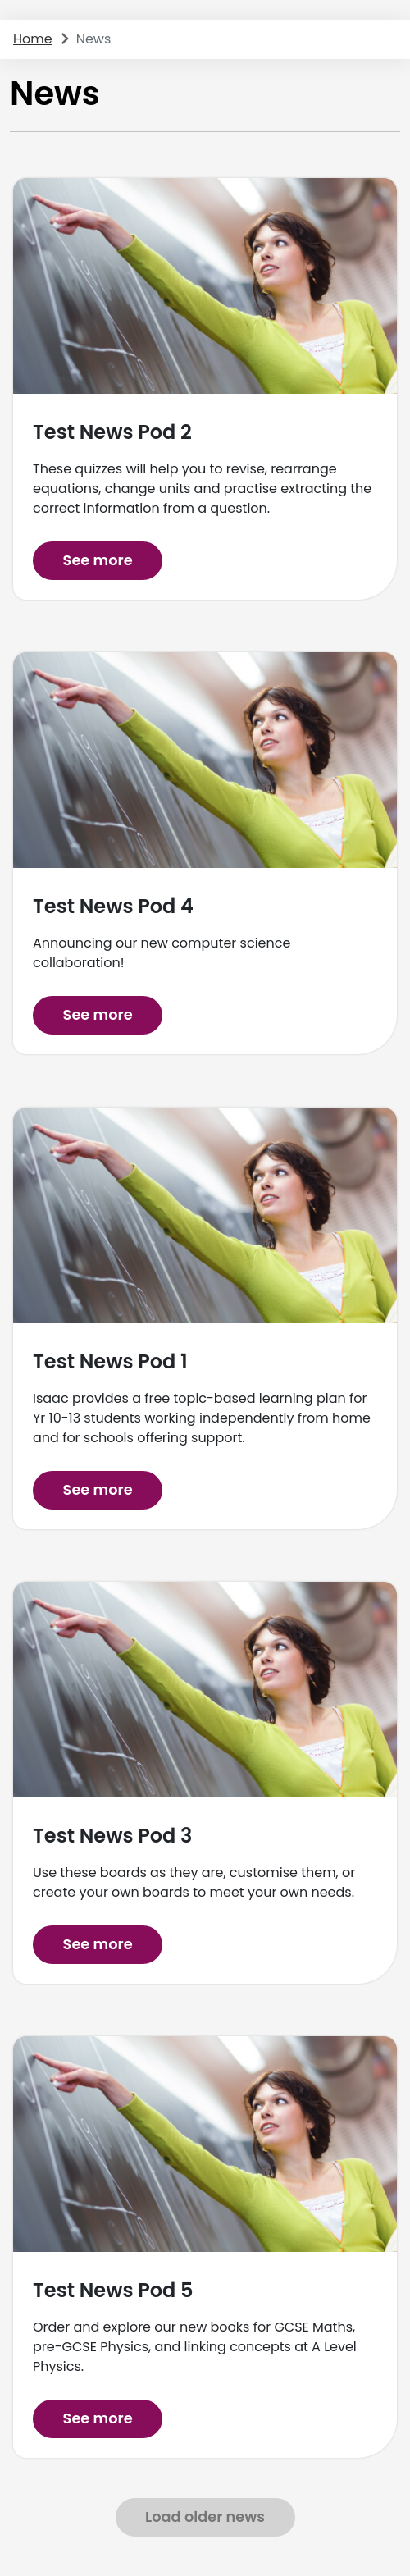 Home > News
News
Test News Pod 2
These quizzes will help you to revise, rearrange
equations, change units and practise extracting the
correct information from a question.
See more
Test News Pod 4
Announcing our new computer science
collaboration!
See more
Test News Pod 1
Isaac provides a free topic-based learning plan for
Yr 10-13 students working independently from home
and for schools offering support.
See more
Test News Pod 3
Use these boards as they are, customise them, or
create your own boards to meet your own needs.
See more
Test News Pod 5
Order and explore our new books for GCSE Maths,
pre-GCSE Physics, and linking concepts at A Level
Physics.
See more
Load older news